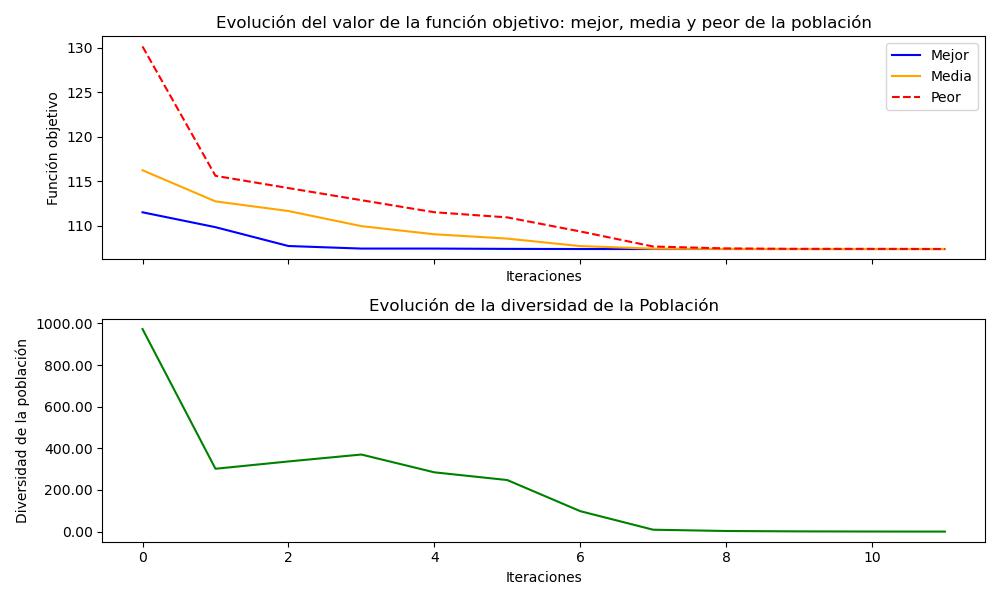 Evolución del valor de la función objetivo: mejor, media y peor de la población
130
125
120
115
110
Función objetivo
Mejor
Media
Peor
Iteraciones
Evolución de la diversidad de la Población
1000.00
800.00
600.00
400.00
200.00
0.00
Diversidad de la población
0 2 4 6 8 10
Iteraciones